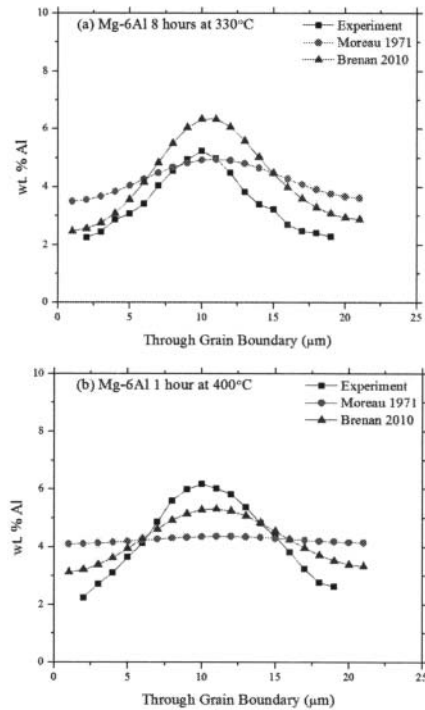 (a) Mg-6Al 8 hours at 330°C
Experiment
Moreau 1971
Brenan 2010
10
8
6
4
2
0
wt. % Al
0 5 10 15 20 25
Through Grain Boundary (µm)
(b) Mg-6Al 1 hour at 400°C
Experiment
Moreau 1971
Brenan 2010
10
8
6
4
2
0
wt. % Al
0 5 10 15 20 25
Through Grain Boundary (µm)